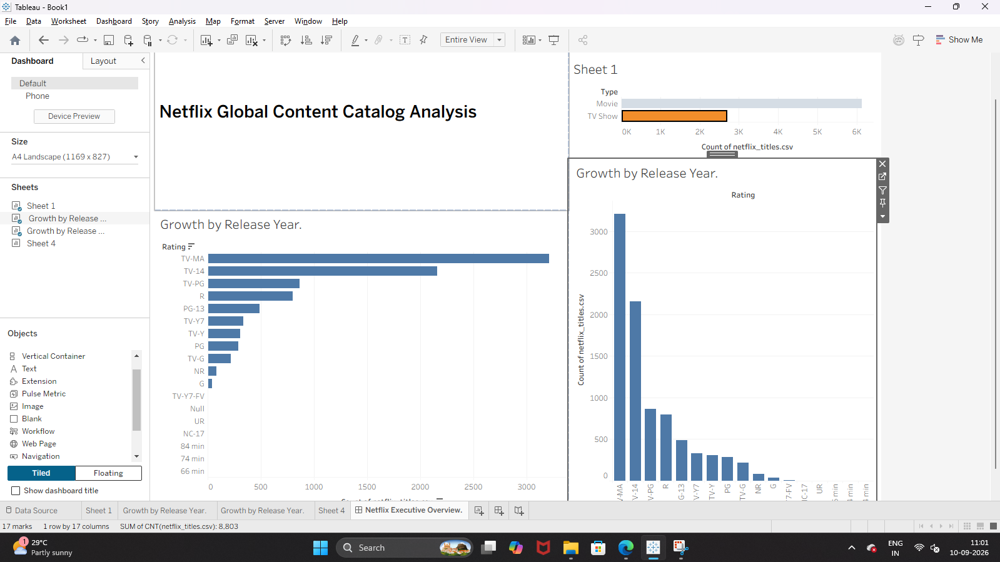 Tableau - Book1
File Data Worksheet Dashboard Story Analysis Map Format Server Window Help
Entire View
Show Me
Dashboard
Layout
Default
Phone
Device Preview
Size
A4 Landscape (1169 x 827)
Sheets
Sheet 1
Growth by Release ...
Growth by Release ...
Sheet 4
Objects
Vertical Container
Text
Extension
Pulse Metric
Image
Blank
Workflow
Web Page
Navigation
Tiled
Floating
Show dashboard title
Netflix Global Content Catalog Analysis
Sheet 1
Type
Movie
TV Show
0K 1K 2K 3K 4K 5K 6K
Count of netflix_titles.csv
Growth by Release Year.
Rating
TV-MA
TV-14
TV-PG
R
PG-13
TV-Y7
TV-Y
PG
TV-G
NR
G
TV-Y7-FV
Null
UR
NC-17
84 min
74 min
66 min
0 500 1000 1500 2000 2500 3000
Growth by Release Year.
Rating
Count of netflix_titles.csv
3000
2500
2000
1500
1000
500
0
V-MA V-14 V-PG R G-13 V-Y7 TV-Y PG TV-G NR G 7-FV IC-17 UR min min min
Data Source
Sheet 1
Growth by Release Year.
Growth by Release Year.
Sheet 4
Netflix Executive Overview.
17 marks 1 row by 17 columns SUM of CNT(netflix_titles.csv): 8,803
1
29°C
Partly sunny
Search
ENG
IN
11:01
10-09-2026